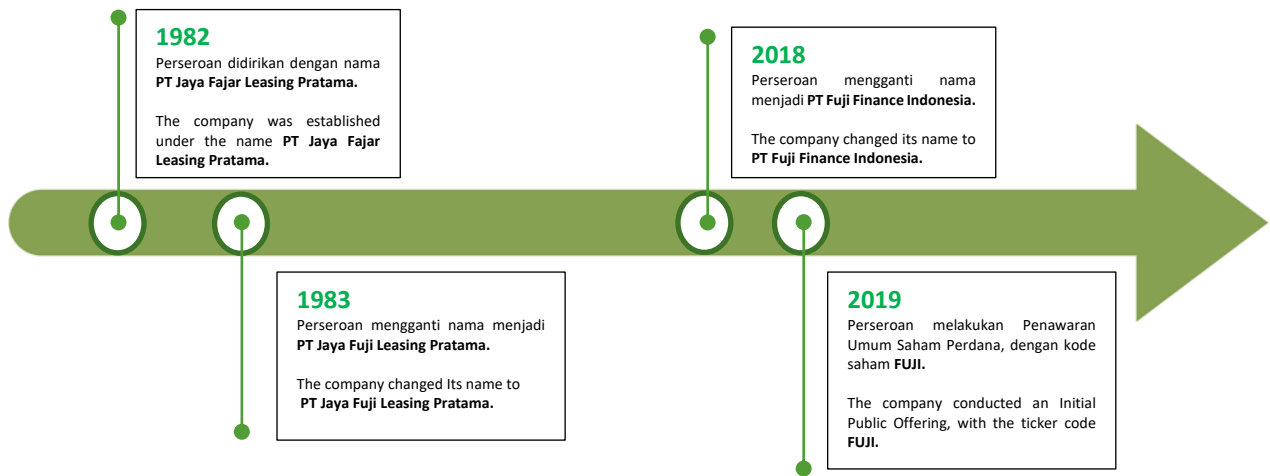 1982
Perseroan didirikan dengan nama
PT Jaya Fajar Leasing Pratama.
The company was established
under the name PT Jaya Fajar
Leasing Pratama.
1983
Perseroan mengganti nama menjadi
PT Jaya Fuji Leasing Pratama.
The company changed Its name to
PT Jaya Fuji Leasing Pratama.
2018
Perseroan mengganti nama
menjadi PT Fuji Finance Indonesia.
The company changed its name to
PT Fuji Finance Indonesia.
2019
Perseroan melakukan Penawaran
Umum Saham Perdana, dengan kode
saham FUJI.
The company conducted an Initial
Public Offering, with the ticker code
FUJI.